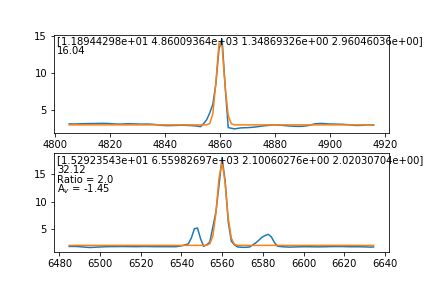 [1.18944298e+01 4.86009364e+03 1.34869326e+00 2.96046036e+00]
16.04
15
10
5
4800 4820 4840 4860 4880 4900 4920
[1.52923543e+01 6.55982697e+03 2.10060276e+00 2.02030704e+00]
32.12
Ratio = 2.0
Aᵥ = -1.45
15
10
5
6480 6500 6520 6540 6560 6580 6600 6620 6640